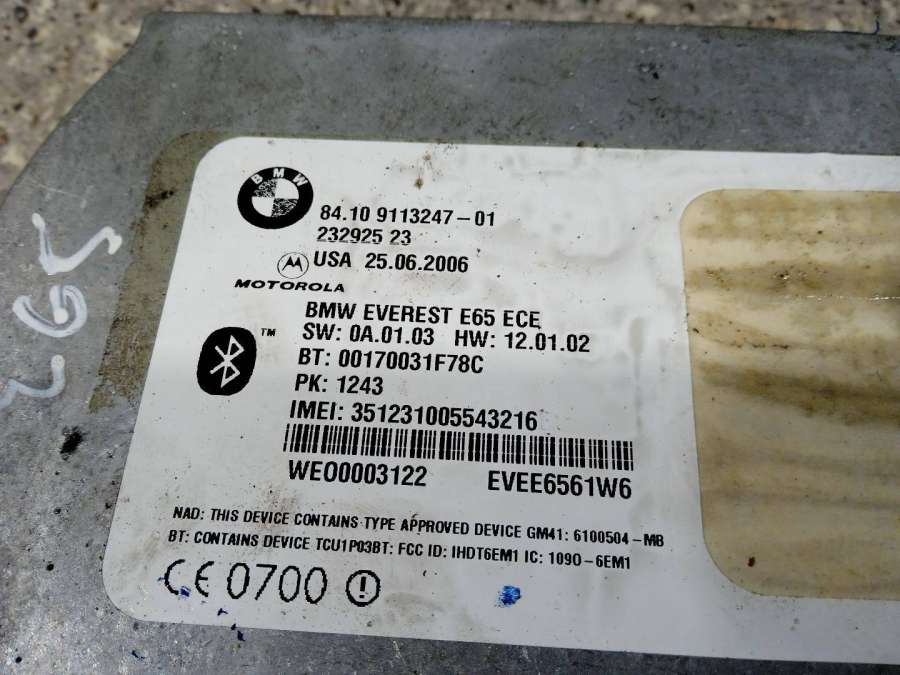 BMW
84.10 9113247-01
232925 23
USA 25.06.2006
MOTOROLA
BMW EVEREST E65 ECE
SW: 0A.01.03 HW: 12.01.02
TM
BT: 00170031F78C
PK: 1243
IMEI: 351231005543216
WEO0003122 EVEE6561W6
NAD: THIS DEVICE CONTAINS TYPE APPROVED DEVICE GM41: 6100504-MB
BT: CONTAINS DEVICE TCU1P03BT: FCC ID: IHDT6EM1 IC: 1090-6EM1
CE 0700